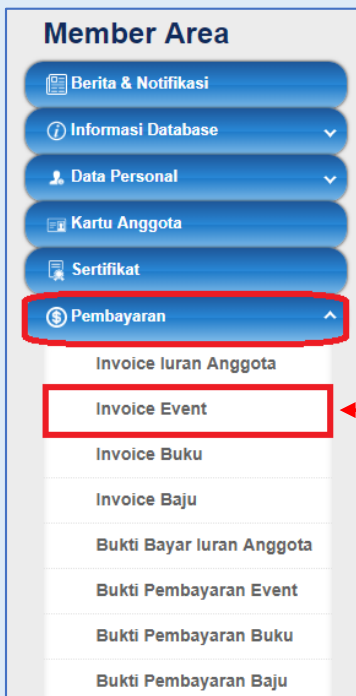 Member Area
Berita & Notifikasi
Informasi Database
Data Personal
Kartu Anggota
Sertifikat
Pembayaran
Invoice Iuran Anggota
Invoice Event
Invoice Buku
Invoice Baju
Bukti Bayar Iuran Anggota
Bukti Pembayaran Event
Bukti Pembayaran Buku
Bukti Pembayaran Baju